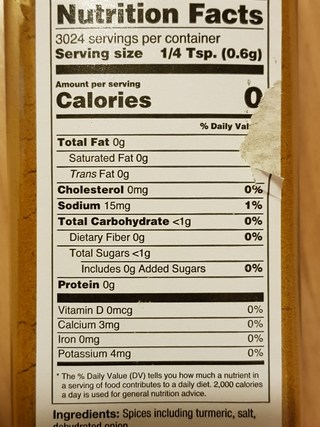 Nutrition Facts
3024 servings per container
Serving size 1/4 Tsp. (0.6g)
Amount per serving
Calories 0
% Daily Val
Total Fat 0g
Saturated Fat 0g
Trans Fat 0g
Cholesterol 0mg 0%
Sodium 15mg 1%
Total Carbohydrate <1g 0%
Dietary Fiber 0g 0%
Total Sugars <1g
Includes 0g Added Sugars 0%
Protein 0g
Vitamin D 0mcg 0%
Calcium 3mg 0%
Iron 0mg 0%
Potassium 4mg 0%
* The % Daily Value (DV) tells you how much a nutrient in
a serving of food contributes to a daily diet. 2,000 calories
a day is used for general nutrition advice.
Ingredients: Spices including turmeric, salt,
dehydrated onion